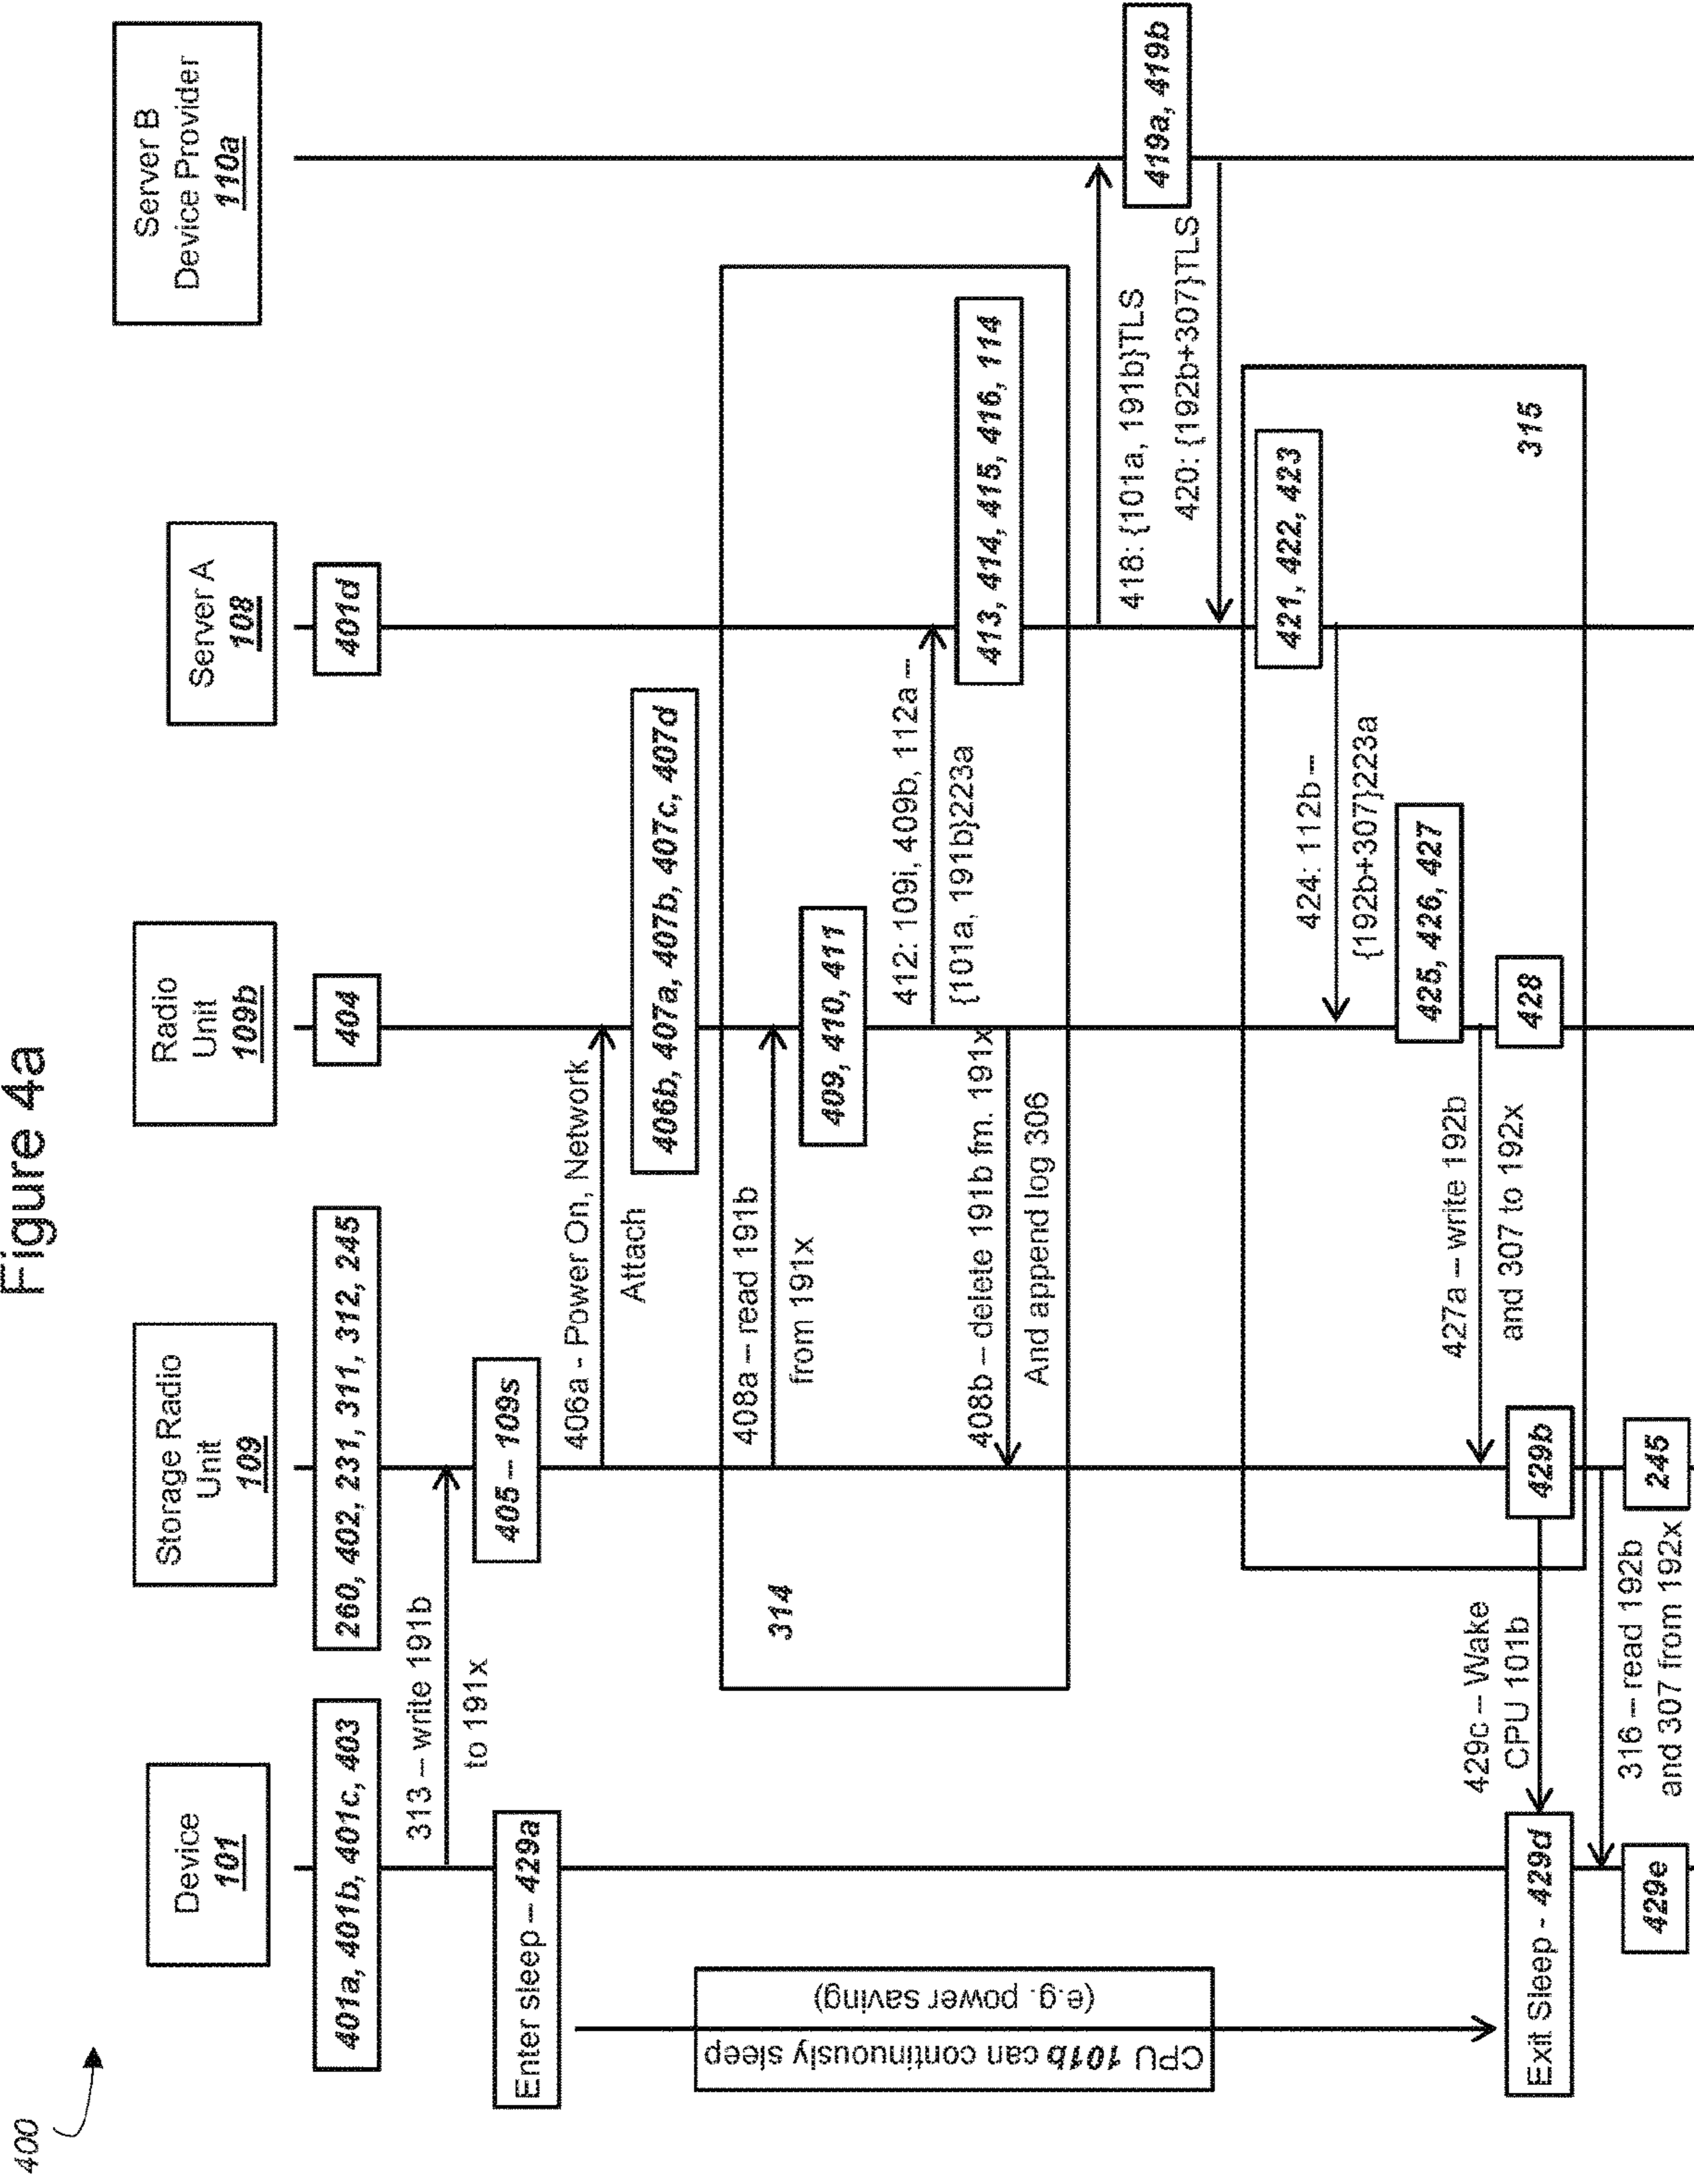 Figure 4a
400
Device
101
Storage Radio
Unit
109
Radio
Unit
109b
Server A
108
Server B
Device Provider
110a
401a, 401b, 401c, 403
260, 402, 231, 311, 312, 245
404
401d
313 – write 191b
to 191x
405 – 109s
Enter sleep – 429a
406a - Power On, Network
Attach
406b, 407a, 407b, 407c, 407d
CPU 101b can continuously sleep
(e.g. power saving)
314
408a – read 191b
from 191x
409, 410, 411
412: 109i, 409b, 112a –
{101a, 191b}223a
413, 414, 415, 416, 114
408b – delete 191b fm. 191x
And append log 306
418: {101a, 191b}TLS
419a, 419b
420: {192b+307}TLS
421, 422, 423
315
424: 112b –
{192b+307}223a
425, 426, 427
427a – write 192b
and 307 to 192x
428
429b
429c – Wake
CPU 101b
Exit Sleep - 429d
316 – read 192b
and 307 from 192x
245
429e